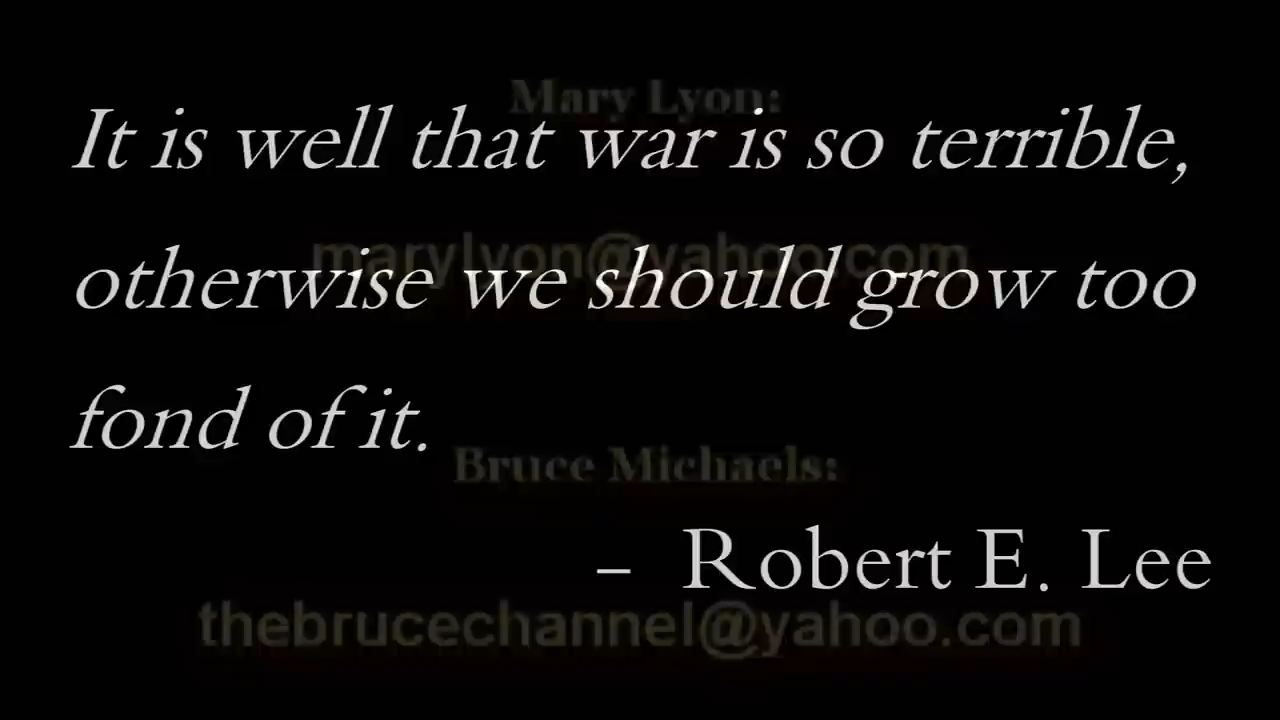 Mary Lyon:
It is well that war is so terrible,
marylyon@yahoo.com
otherwise we should grow too
fond of it.
Bruce Michaels:
– Robert E. Lee
thebrucechannel@yahoo.com